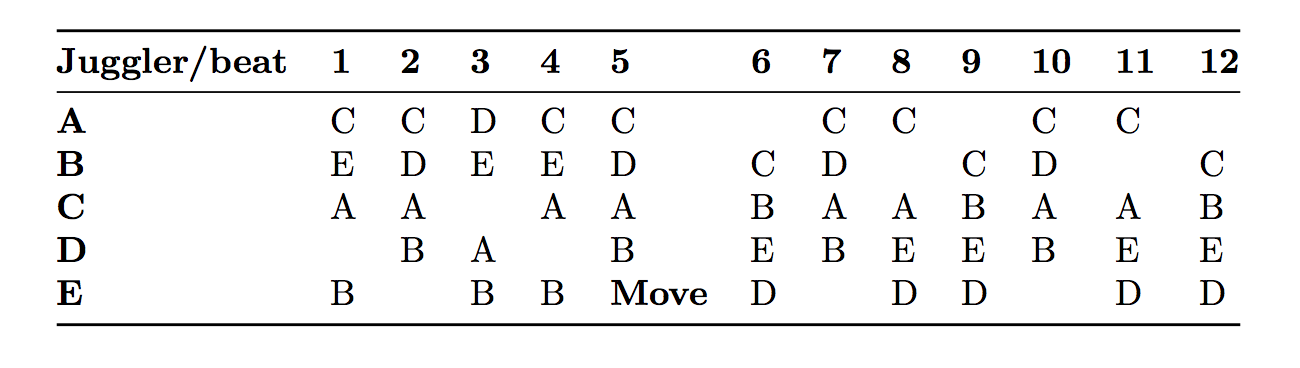 Juggler/beat 1 2 3 4 5 6 7 8 9 10 11 12
A C C D C C C C C C
B E D E E D C D C D C
C A A A A B A A B A A B
D B A B E B E E B E E
E B B B Move D D D D D